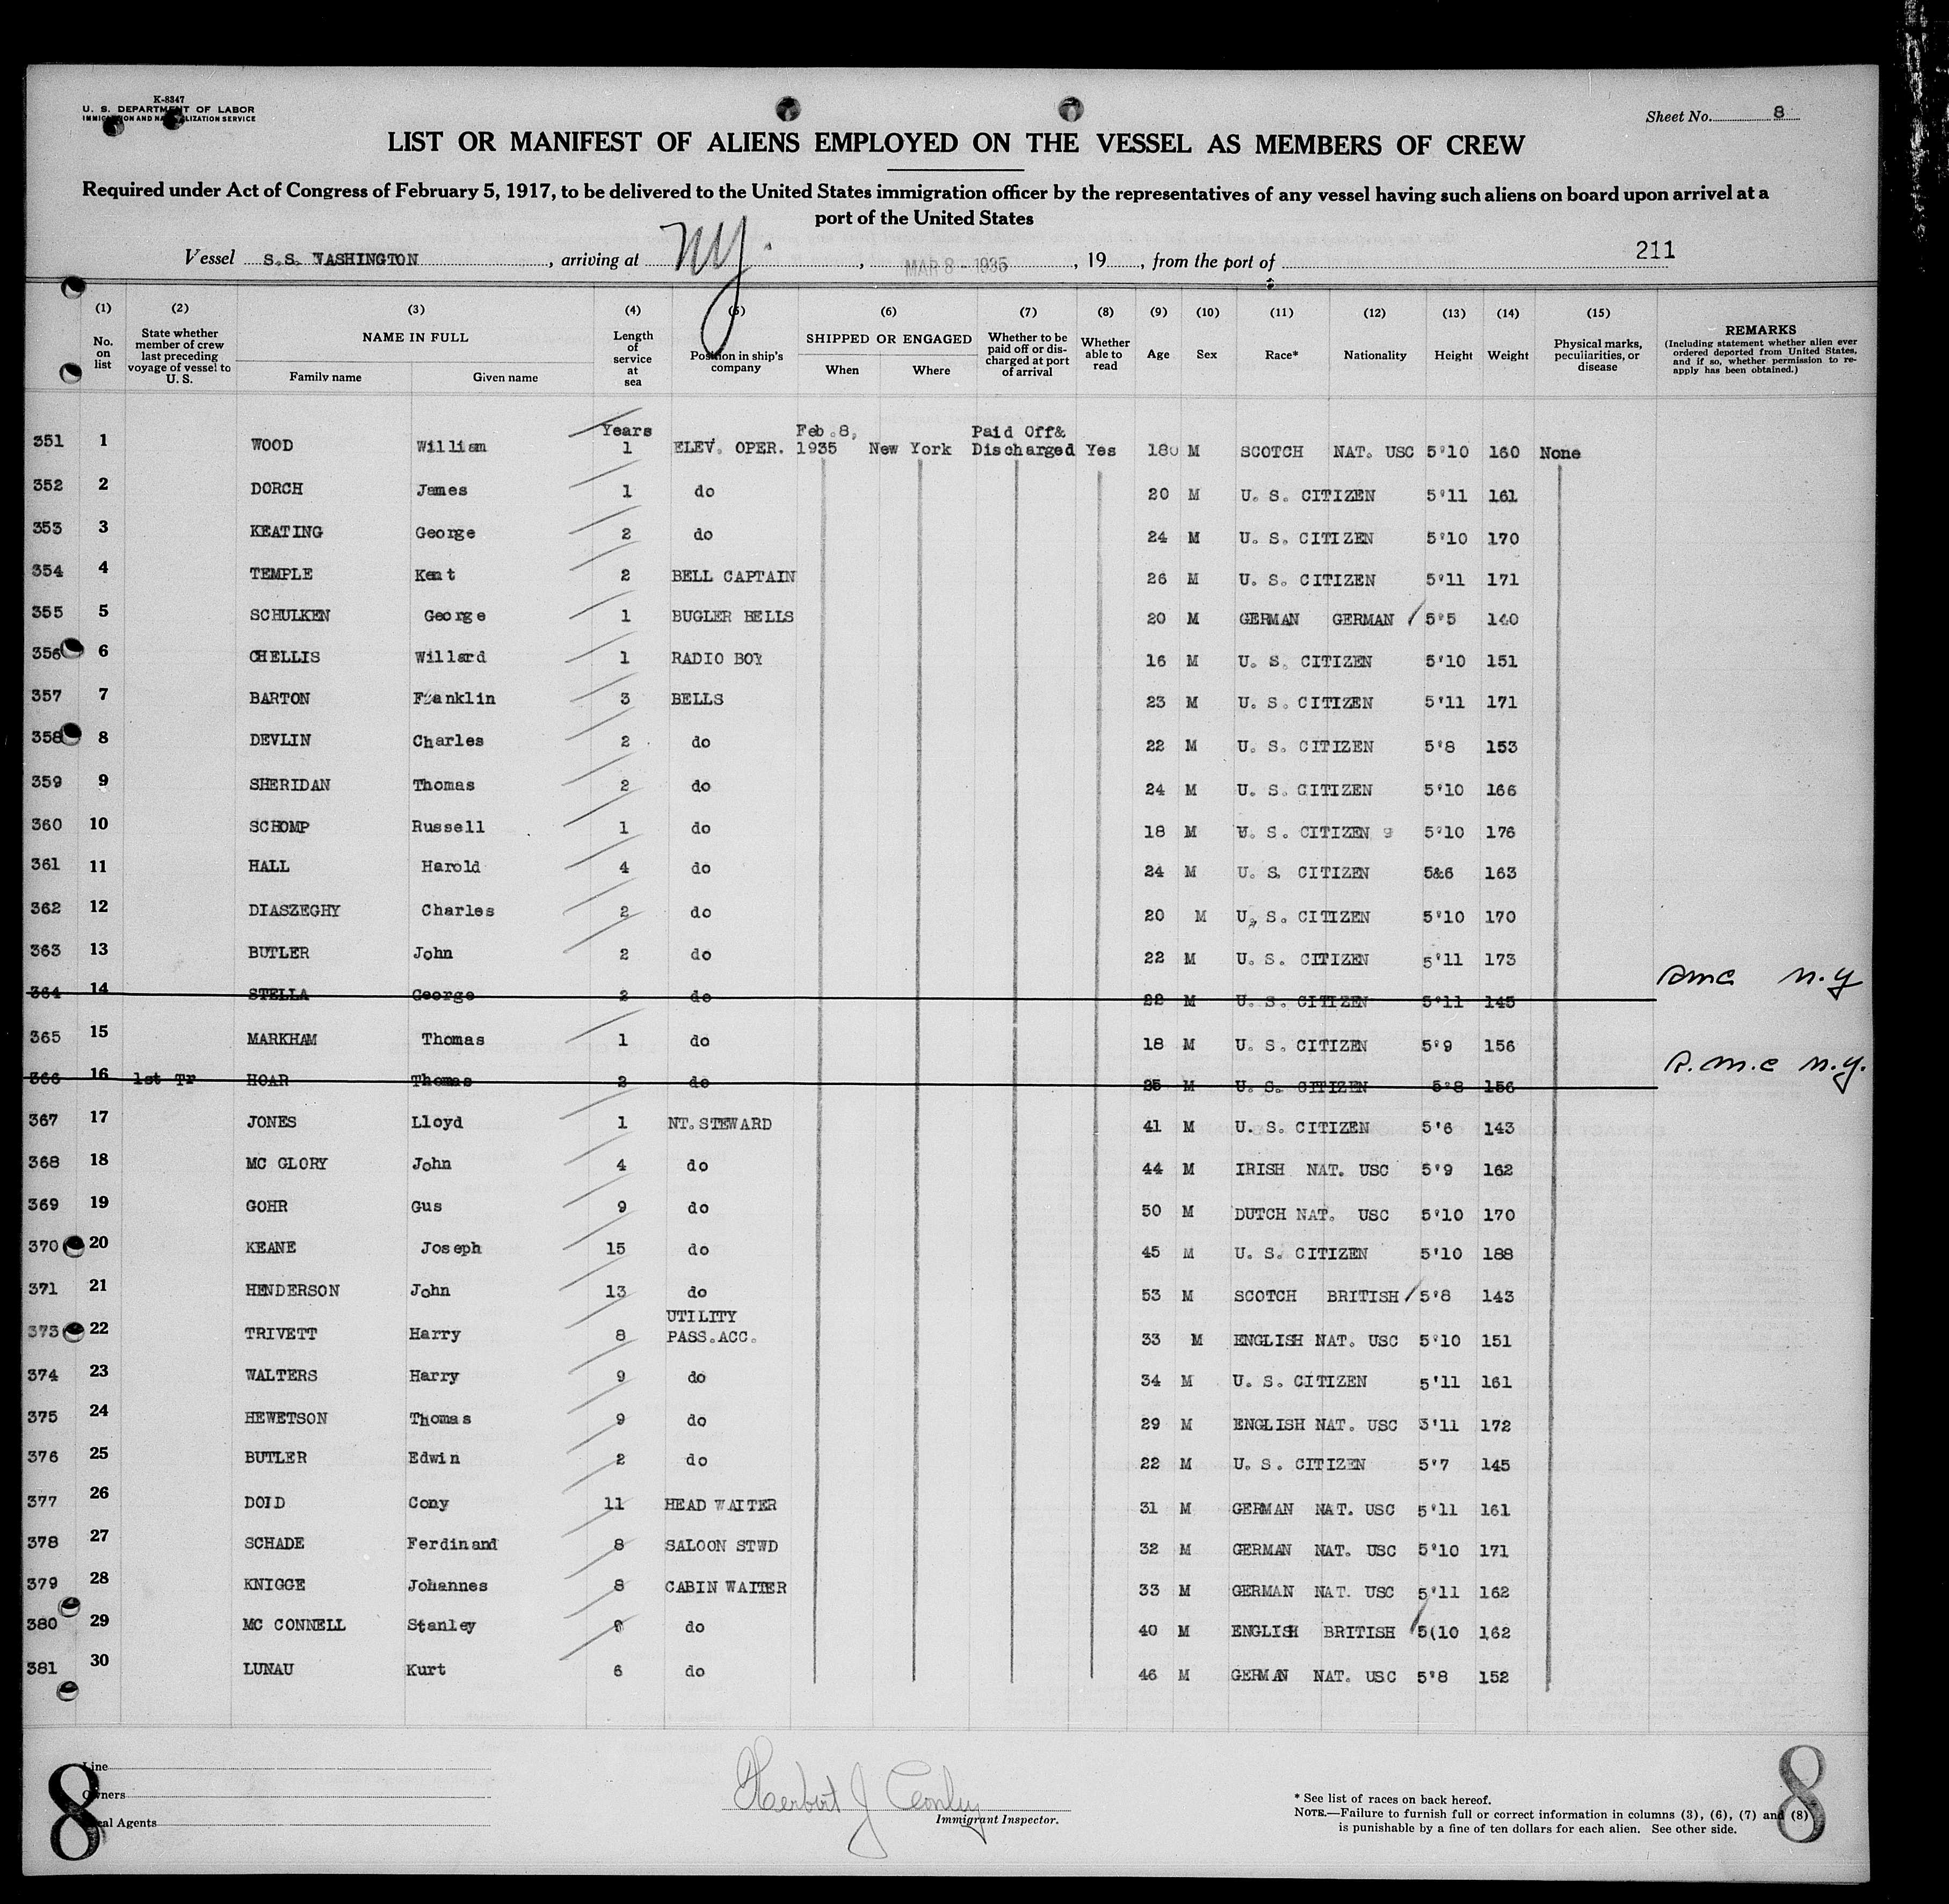 K-8347
U. S. DEPARTMENT OF LABOR
IMMIGRATION AND NATURALIZATION SERVICE
Sheet No. 8
LIST OR MANIFEST OF ALIENS EMPLOYED ON THE VESSEL AS MEMBERS OF CREW
Required under Act of Congress of February 5, 1917, to be delivered to the United States immigration officer by the representatives of any vessel having such aliens on board upon arrival at a
port of the United States
Vessel S.S. WASHINGTON, arriving at NY, MAR 8 - 1935, 19, from the port of 211
(1) No. on list
(2) State whether member of crew last preceding voyage of vessel to U. S.
(3) NAME IN FULL Family name Given name
(4) Length of service at sea
(5) Position in ship's company
(6) SHIPPED OR ENGAGED When Where
(7) Whether to be paid off or discharged at port of arrival
(8) Whether able to read
(9) Age
(10) Sex
(11) Race*
(12) Nationality
(13) Height
(14) Weight
(15) Physical marks, peculiarities, or disease
REMARKS (Including statement whether alien ever ordered deported from United States, and if so, whether permission to re-apply has been obtained.)
Years Feb.8, Paid Off&
351 1 WOOD William 1 ELEV. OPER. 1935 New York Discharged Yes 18 M SCOTCH NAT. USC 5'10 160 None
352 2 DORCH James 1 do 20 M U. S. CITIZEN 5'11 161
353 3 KEATING George 2 do 24 M U. S. CITIZEN 5'10 170
354 4 TEMPLE Kent 2 BELL CAPTAIN 26 M U. S. CITIZEN 5'11 171
355 5 SCHULKEN George 1 BUGLER BELLS 20 M GERMAN GERMAN 5'5 140
356 6 CHELLIS Willard 1 RADIO BOY 16 M U. S. CITIZEN 5'10 151
357 7 BARTON Franklin 3 BELLS 23 M U. S. CITIZEN 5'11 171
358 8 DEVLIN Charles 2 do 22 M U. S. CITIZEN 5'8 153
359 9 SHERIDAN Thomas 2 do 24 M U. S. CITIZEN 5'10 166
360 10 SCHOMP Russell 1 do 18 M U. S. CITIZEN 5'10 176
361 11 HALL Harold 4 do 24 M U. S. CITIZEN 5&6 163
362 12 DIASZEGHY Charles 2 do 20 M U. S. CITIZEN 5'10 170
363 13 BUTLER John 2 do 22 M U. S. CITIZEN 5'11 173
364 14 STELLA George 2 do 22 M U. S. CITIZEN 5'11 145 RMC N.Y
365 15 MARKHAM Thomas 1 do 18 M U. S. CITIZEN 5'9 156
366 16 1st Tr HOAR Thomas 2 do 25 M U. S. CITIZEN 5'8 156 R.M.C N.Y.
367 17 JONES Lloyd 1 NT. STEWARD 41 M U. S. CITIZEN 5'6 143
368 18 MC GLORY John 4 do 44 M IRISH NAT. USC 5'9 162
369 19 GOHR Gus 9 do 50 M DUTCH NAT. USC 5'10 170
370 20 KEANE Joseph 15 do 45 M U. S. CITIZEN 5'10 188
371 21 HENDERSON John 13 do 53 M SCOTCH BRITISH 5'8 143
UTILITY
373 22 TRIVETT Harry 8 PASS.ACC. 33 M ENGLISH NAT. USC 5'10 151
374 23 WALTERS Harry 9 do 34 M U. S. CITIZEN 5'11 161
375 24 HEWETSON Thomas 9 do 29 M ENGLISH NAT. USC 5'11 172
376 25 BUTLER Edwin 2 do 22 M U. S. CITIZEN 5'7 145
377 26 DOID Cony 11 HEAD WAITER 31 M GERMAN NAT. USC 5'11 161
378 27 SCHADE Ferdinand 8 SALOON STWD 32 M GERMAN NAT. USC 5'10 171
379 28 KNIGGE Johannes 8 CABIN WAITER 33 M GERMAN NAT. USC 5'11 162
380 29 MC CONNELL Stanley do 40 M ENGLISH BRITISH 5(10 162
381 30 LUNAU Kurt 6 do 46 M GERMAN NAT. USC 5'8 152
8
Line
Owners
Local Agents
Herbert J Conley
Immigrant Inspector.
* See list of races on back hereof.
NOTE.—Failure to furnish full or correct information in columns (3), (6), (7) and (8)
is punishable by a fine of ten dollars for each alien. See other side.
8